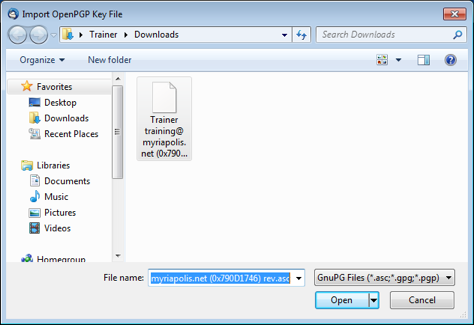 Import OpenPGP Key File
Trainer
Downloads
Search Downloads
Organize
New folder
Favorites
Desktop
Downloads
Recent Places
Libraries
Documents
Music
Pictures
Videos
Homegroup
Trainer
training@
myriapolis.
net (0x790...
File name:
myriapolis.net (0x790D1746) rev.asc
GnuPG Files (*.asc;*.gpg;*.pgp)
Open
Cancel